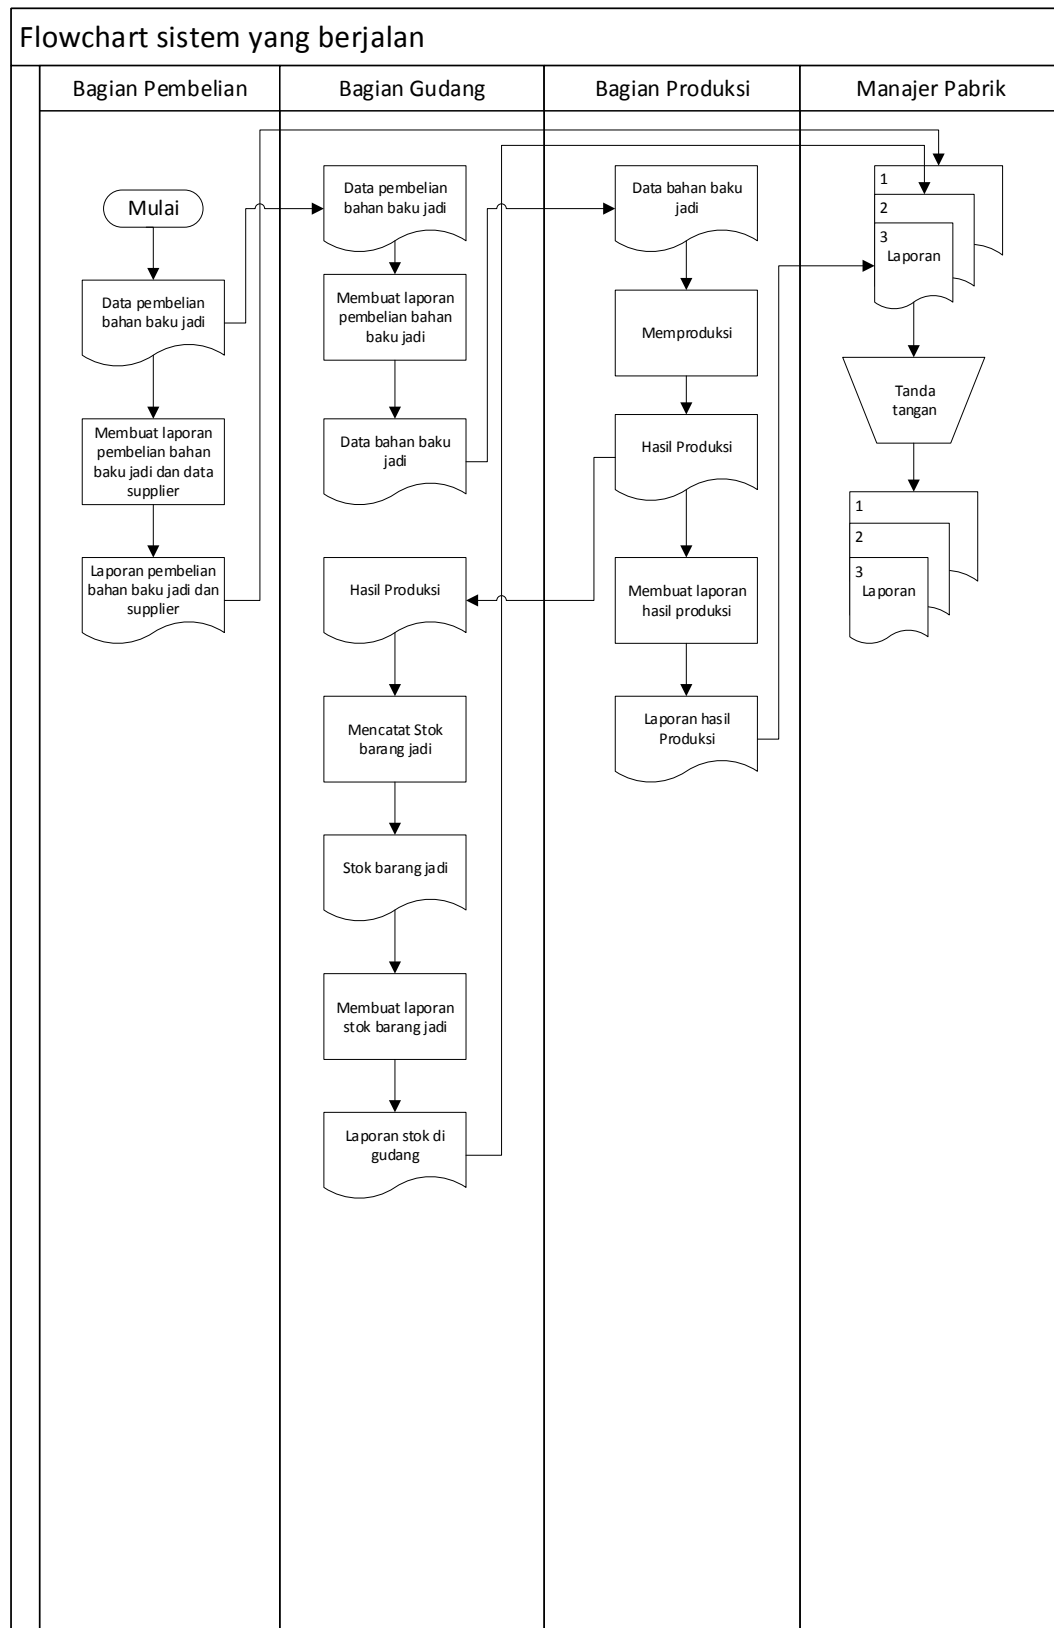 Flowchart sistem yang berjalan
Bagian Pembelian
Bagian Gudang
Bagian Produksi
Manajer Pabrik
Mulai
Data pembelian
bahan baku jadi
Membuat laporan
pembelian bahan
baku jadi dan data
supplier
Laporan pembelian
bahan baku jadi dan
supplier
Data pembelian
bahan baku jadi
Membuat laporan
pembelian bahan
baku jadi
Data bahan baku
jadi
Hasil Produksi
Mencatat Stok
barang jadi
Stok barang jadi
Membuat laporan
stok barang jadi
Laporan stok di
gudang
Data bahan baku
jadi
Memproduksi
Hasil Produksi
Membuat laporan
hasil produksi
Laporan hasil
Produksi
1
2
3
Laporan
Tanda
tangan
1
2
3
Laporan